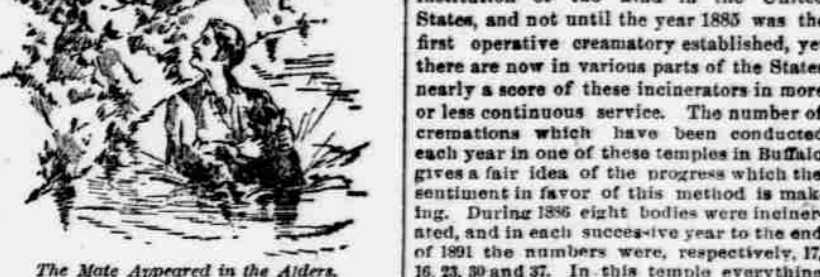 The Mate Appeared in the Alders.
States, and not until the year 1885 was the
first operative creamatory established, yet
there are now in various parts of the States
nearly a score of these incinerators in more
or less continuous service. The number of
cremations which have been conducted
each year in one of these temples in Buffalo
gives a fair idea of the progress which the
sentiment in favor of this method is mak-
ing. During 1886 eight bodies were inciner-
ated, and in each succes-ive year to the end
of 1891 the numbers were, respectively, 17,
16, 23, 30 and 37. In this temple everything